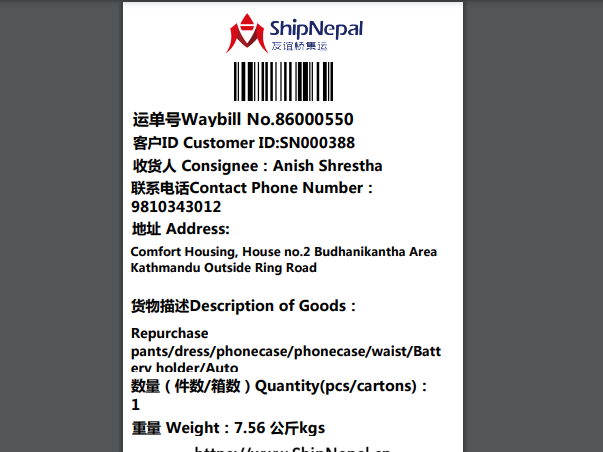 ShipNepal
友谊桥集运
运单号Waybill No.86000550
客户ID Customer ID:SN000388
收货人 Consignee：Anish Shrestha
联系电话Contact Phone Number：
9810343012
地址 Address:
Comfort Housing, House no.2 Budhanikantha Area
Kathmandu Outside Ring Road
货物描述Description of Goods：
Repurchase
pants/dress/phonecase/phonecase/waist/Batt
ery holder/Auto
数量（件数/箱数）Quantity(pcs/cartons)：
1
重量 Weight：7.56 公斤kgs
https://www.ShipNepal.cn